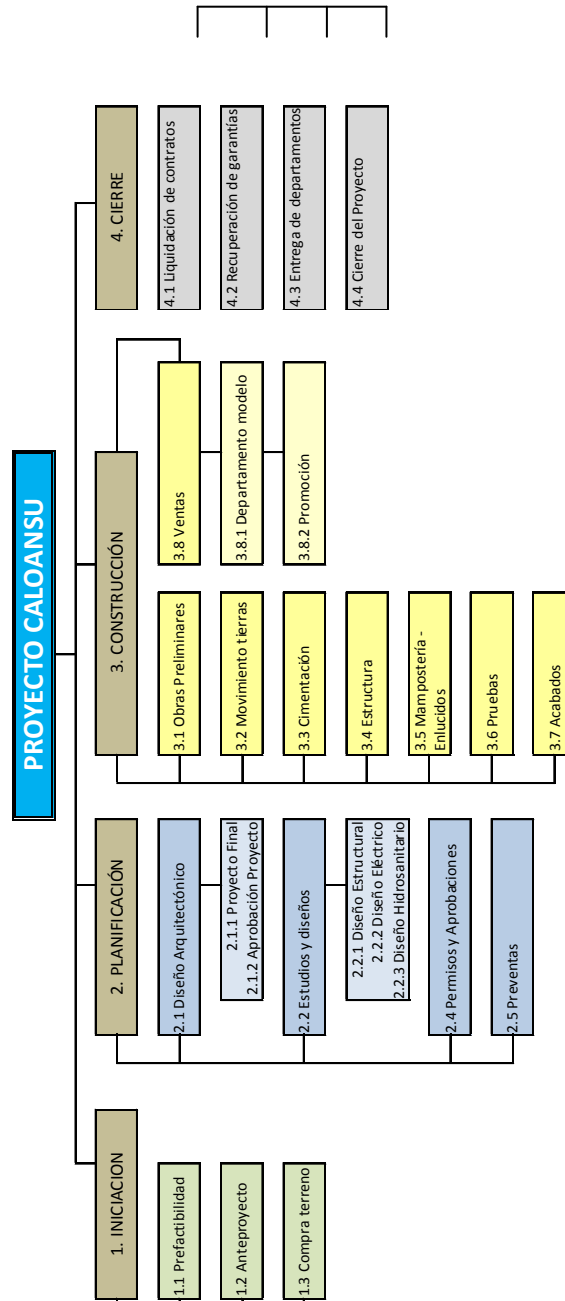 PROYECTO CALOANSU
1. INICIACION
1.1 Prefactibilidad
1.2 Anteproyecto
1.3 Compra terreno
2. PLANIFICACIÓN
2.1 Diseño Arquitectónico
2.1.1 Proyecto Final
2.1.2 Aprobación Proyecto
2.2 Estudios y diseños
2.2.1 Diseño Estructural
2.2.2 Diseño Eléctrico
2.2.3 Diseño Hidrosanitario
2.4 Permisos y Aprobaciones
2.5 Preventas
3. CONSTRUCCIÓN
3.1 Obras Preliminares
3.2 Movimiento tierras
3.3 Cimentación
3.4 Estructura
3.5 Mampostería -
Enlucidos
3.6 Pruebas
3.7 Acabados
3.8 Ventas
3.8.1 Departamento modelo
3.8.2 Promoción
4. CIERRE
4.1 Liquidación de contratos
4.2 Recuperación de garantías
4.3 Entrega de departamentos
4.4 Cierre del Proyecto